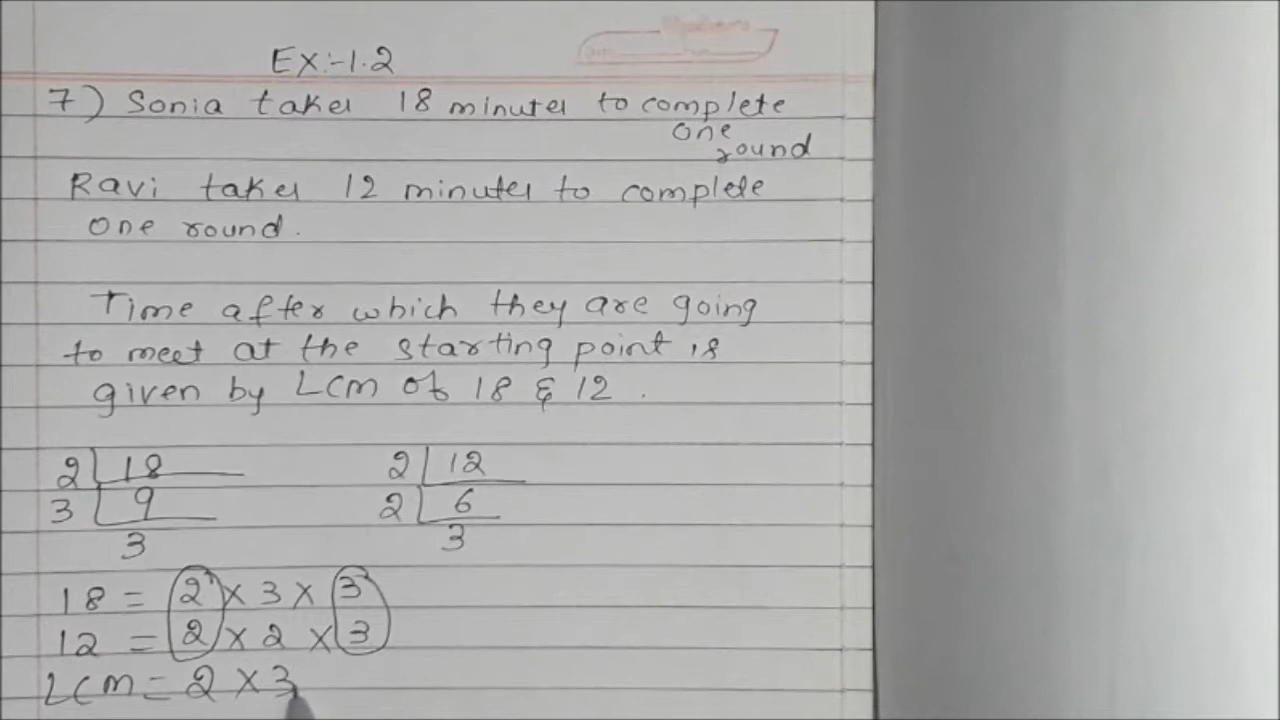 EX:-1.2
7) Sonia takes 18 minutes to complete
one
round
Ravi takes 12 minutes to complete
one round.
Time after which they are going
to meet at the starting point is
given by LCM of 18 & 12.
2 | 18 2 | 12
3 | 9 2 | 6
3 3
18 = 2 × 3 × 3
12 = 2 × 2 × 3
LCM = 2 × 3